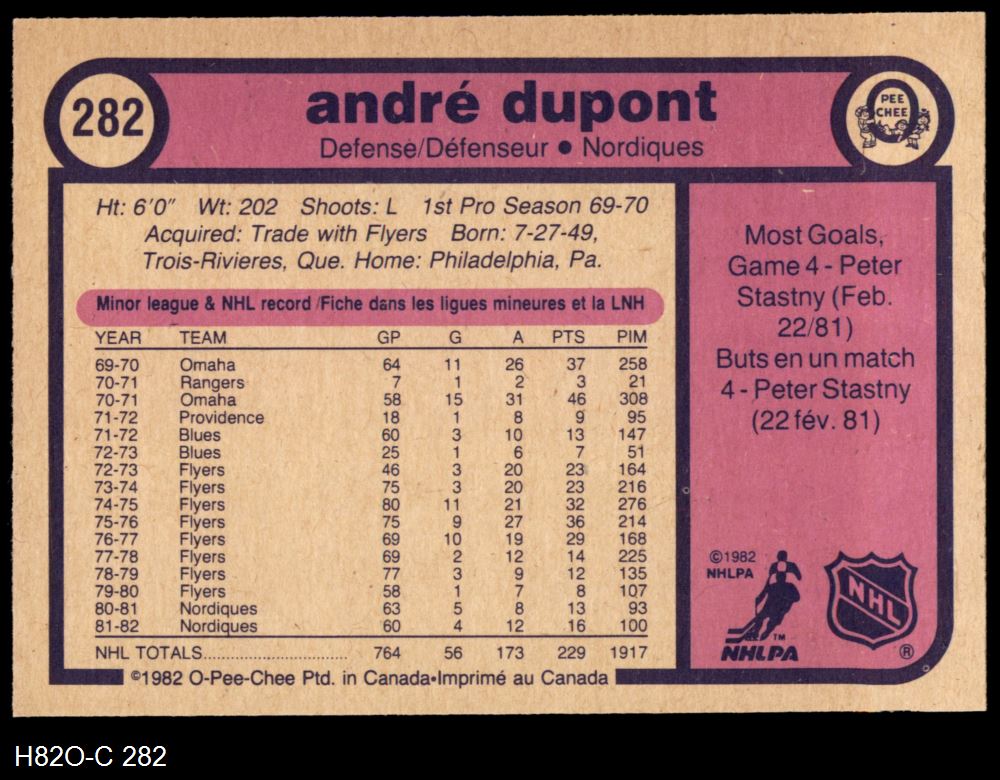 282
andré dupont
Defense/Défenseur • Nordiques
O
PEE
CHEE
Ht: 6'0" Wt: 202 Shoots: L 1st Pro Season 69-70
Acquired: Trade with Flyers Born: 7-27-49,
Trois-Rivieres, Que. Home: Philadelphia, Pa.
Minor league & NHL record /Fiche dans les ligues mineures et la LNH
YEAR TEAM GP G A PTS PIM
69-70 Omaha 64 11 26 37 258
70-71 Rangers 7 1 2 3 21
70-71 Omaha 58 15 31 46 308
71-72 Providence 18 1 8 9 95
71-72 Blues 60 3 10 13 147
72-73 Blues 25 1 6 7 51
72-73 Flyers 46 3 20 23 164
73-74 Flyers 75 3 20 23 216
74-75 Flyers 80 11 21 32 276
75-76 Flyers 75 9 27 36 214
76-77 Flyers 69 10 19 29 168
77-78 Flyers 69 2 12 14 225
78-79 Flyers 77 3 9 12 135
79-80 Flyers 58 1 7 8 107
80-81 Nordiques 63 5 8 13 93
81-82 Nordiques 60 4 12 16 100
NHL TOTALS........................... 764 56 173 229 1917
©1982 O-Pee-Chee Ptd. in Canada•Imprimé au Canada
Most Goals,
Game 4 - Peter
Stastny (Feb.
22/81)
Buts en un match
4 - Peter Stastny
(22 fév. 81)
©1982
NHLPA
TM
NHLPA
NHL
®
H82O-C 282